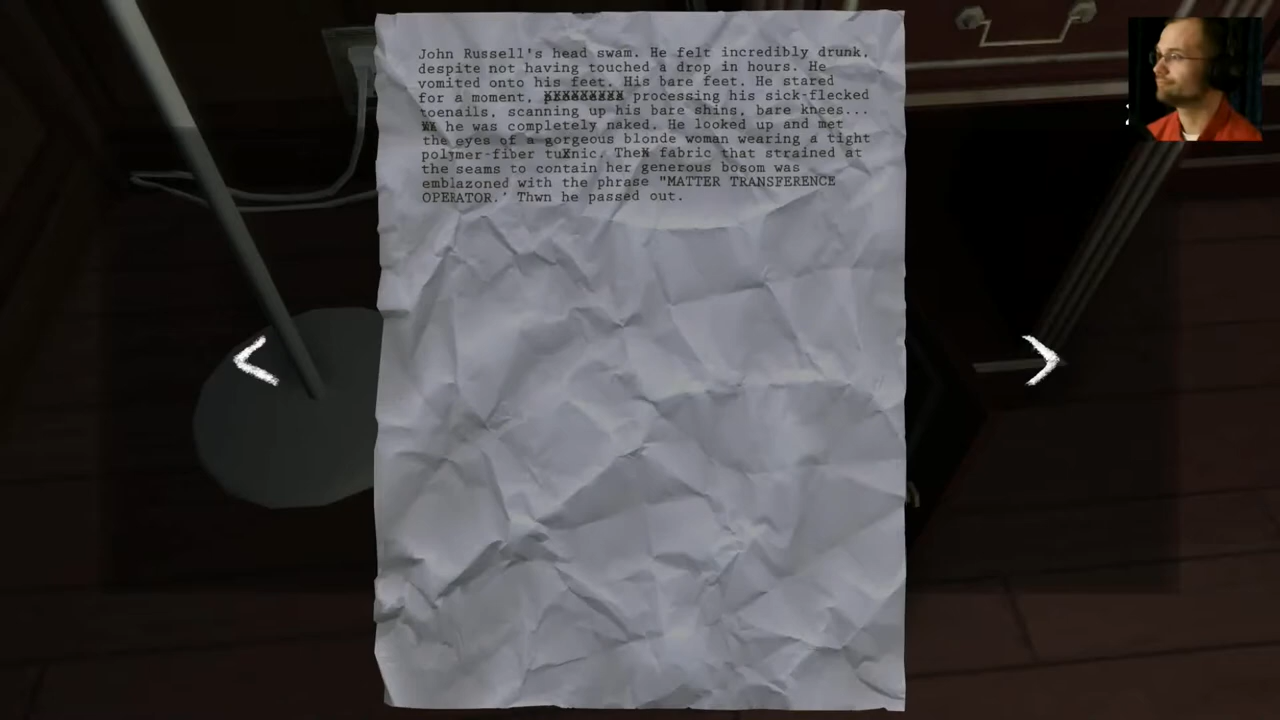 John Russell's head swam. He felt incredibly drunk,
despite not having touched a drop in hours. He
vomited onto his feet. His bare feet. He stared
for a moment, XXXXXXXXX processing his sick-flecked
toenails, scanning up his bare shins, bare knees...
XX he was completely naked. He looked up and met
the eyes of a gorgeous blonde woman wearing a tight
polymer-fiber tuXnic. TheX fabric that strained at
the seams to contain her generous bosom was
emblazoned with the phrase "MATTER TRANSFERENCE
OPERATOR.' Thwn he passed out.